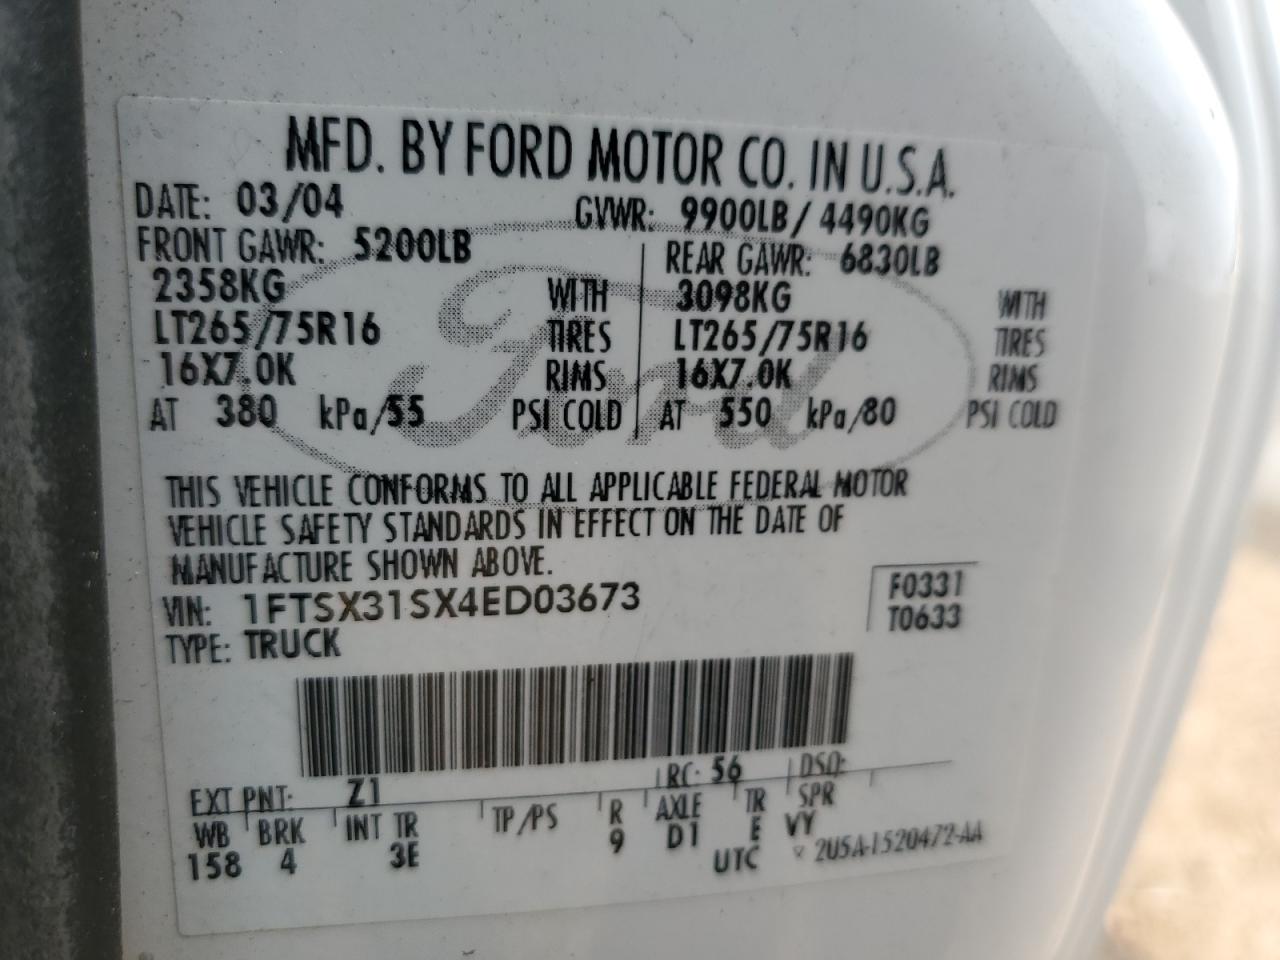 MFD. BY FORD MOTOR CO. IN U.S.A.
DATE: 03/04 GVWR: 9900LB/ 4490KG
FRONT GAWR: 5200LB REAR GAWR: 6830LB
2358KG WITH 3098KG WITH
LT265/75R16 TIRES LT265/75R16 TIRES
16X7.0K RIMS 16X7.0K RIMS
AT 380 kPa/55 PSI COLD AT 550 kPa/80 PSI COLD
Ford
THIS VEHICLE CONFORMS TO ALL APPLICABLE FEDERAL MOTOR
VEHICLE SAFETY STANDARDS IN EFFECT ON THE DATE OF
MANUFACTURE SHOWN ABOVE.
VIN: 1FTSX31SX4ED03673 F0331
TYPE: TRUCK T0633
EXT PNT: Z1 RC: 56 DSO:
WB BRK INT TR TP/PS R AXLE TR SPR
158 4 3E 9 D1 E VY
UTC 2U5A-1520472-AA